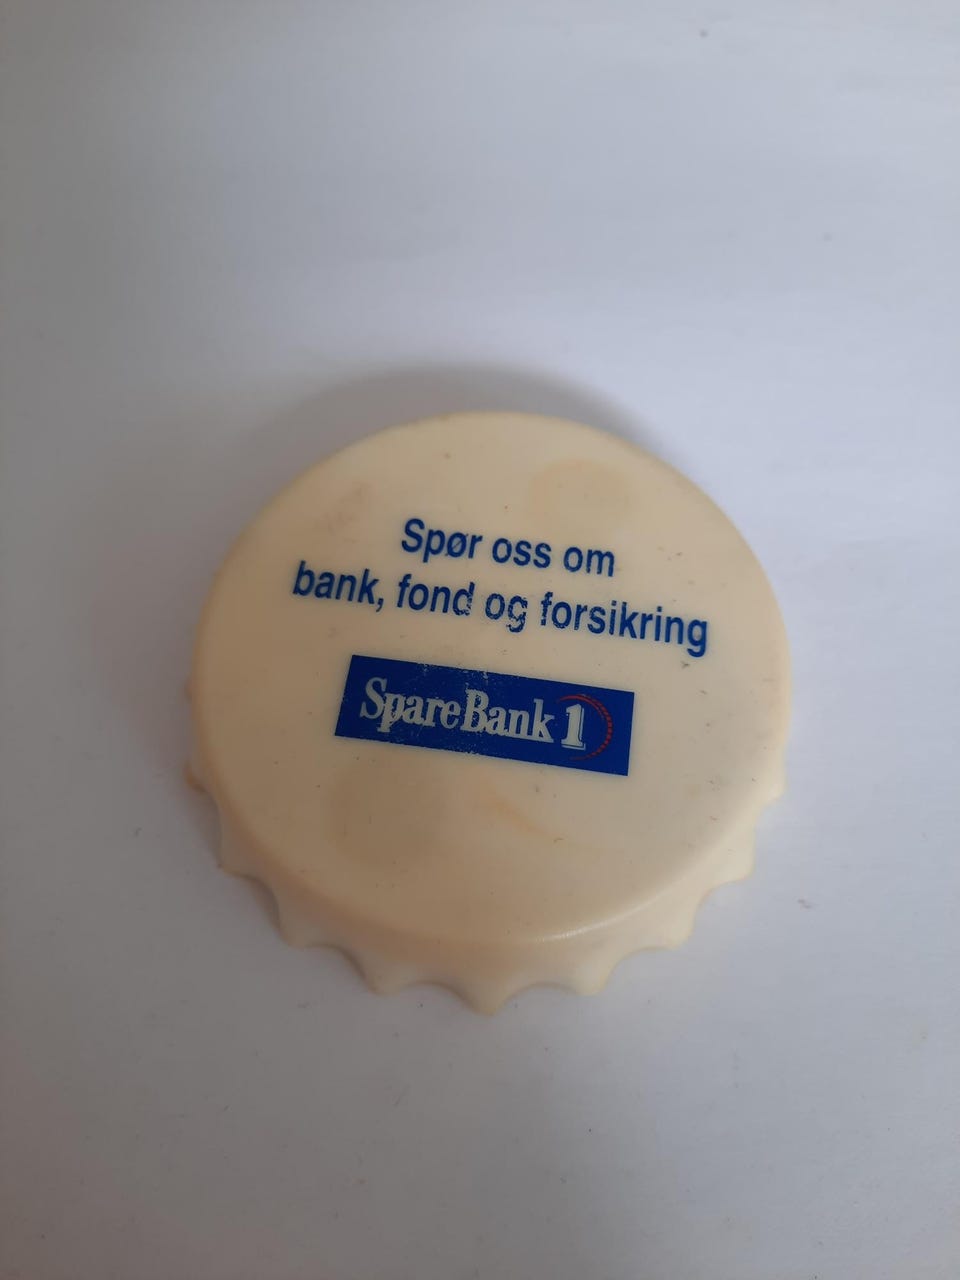 Spør oss om
bank, fond og forsikring
SpareBank 1